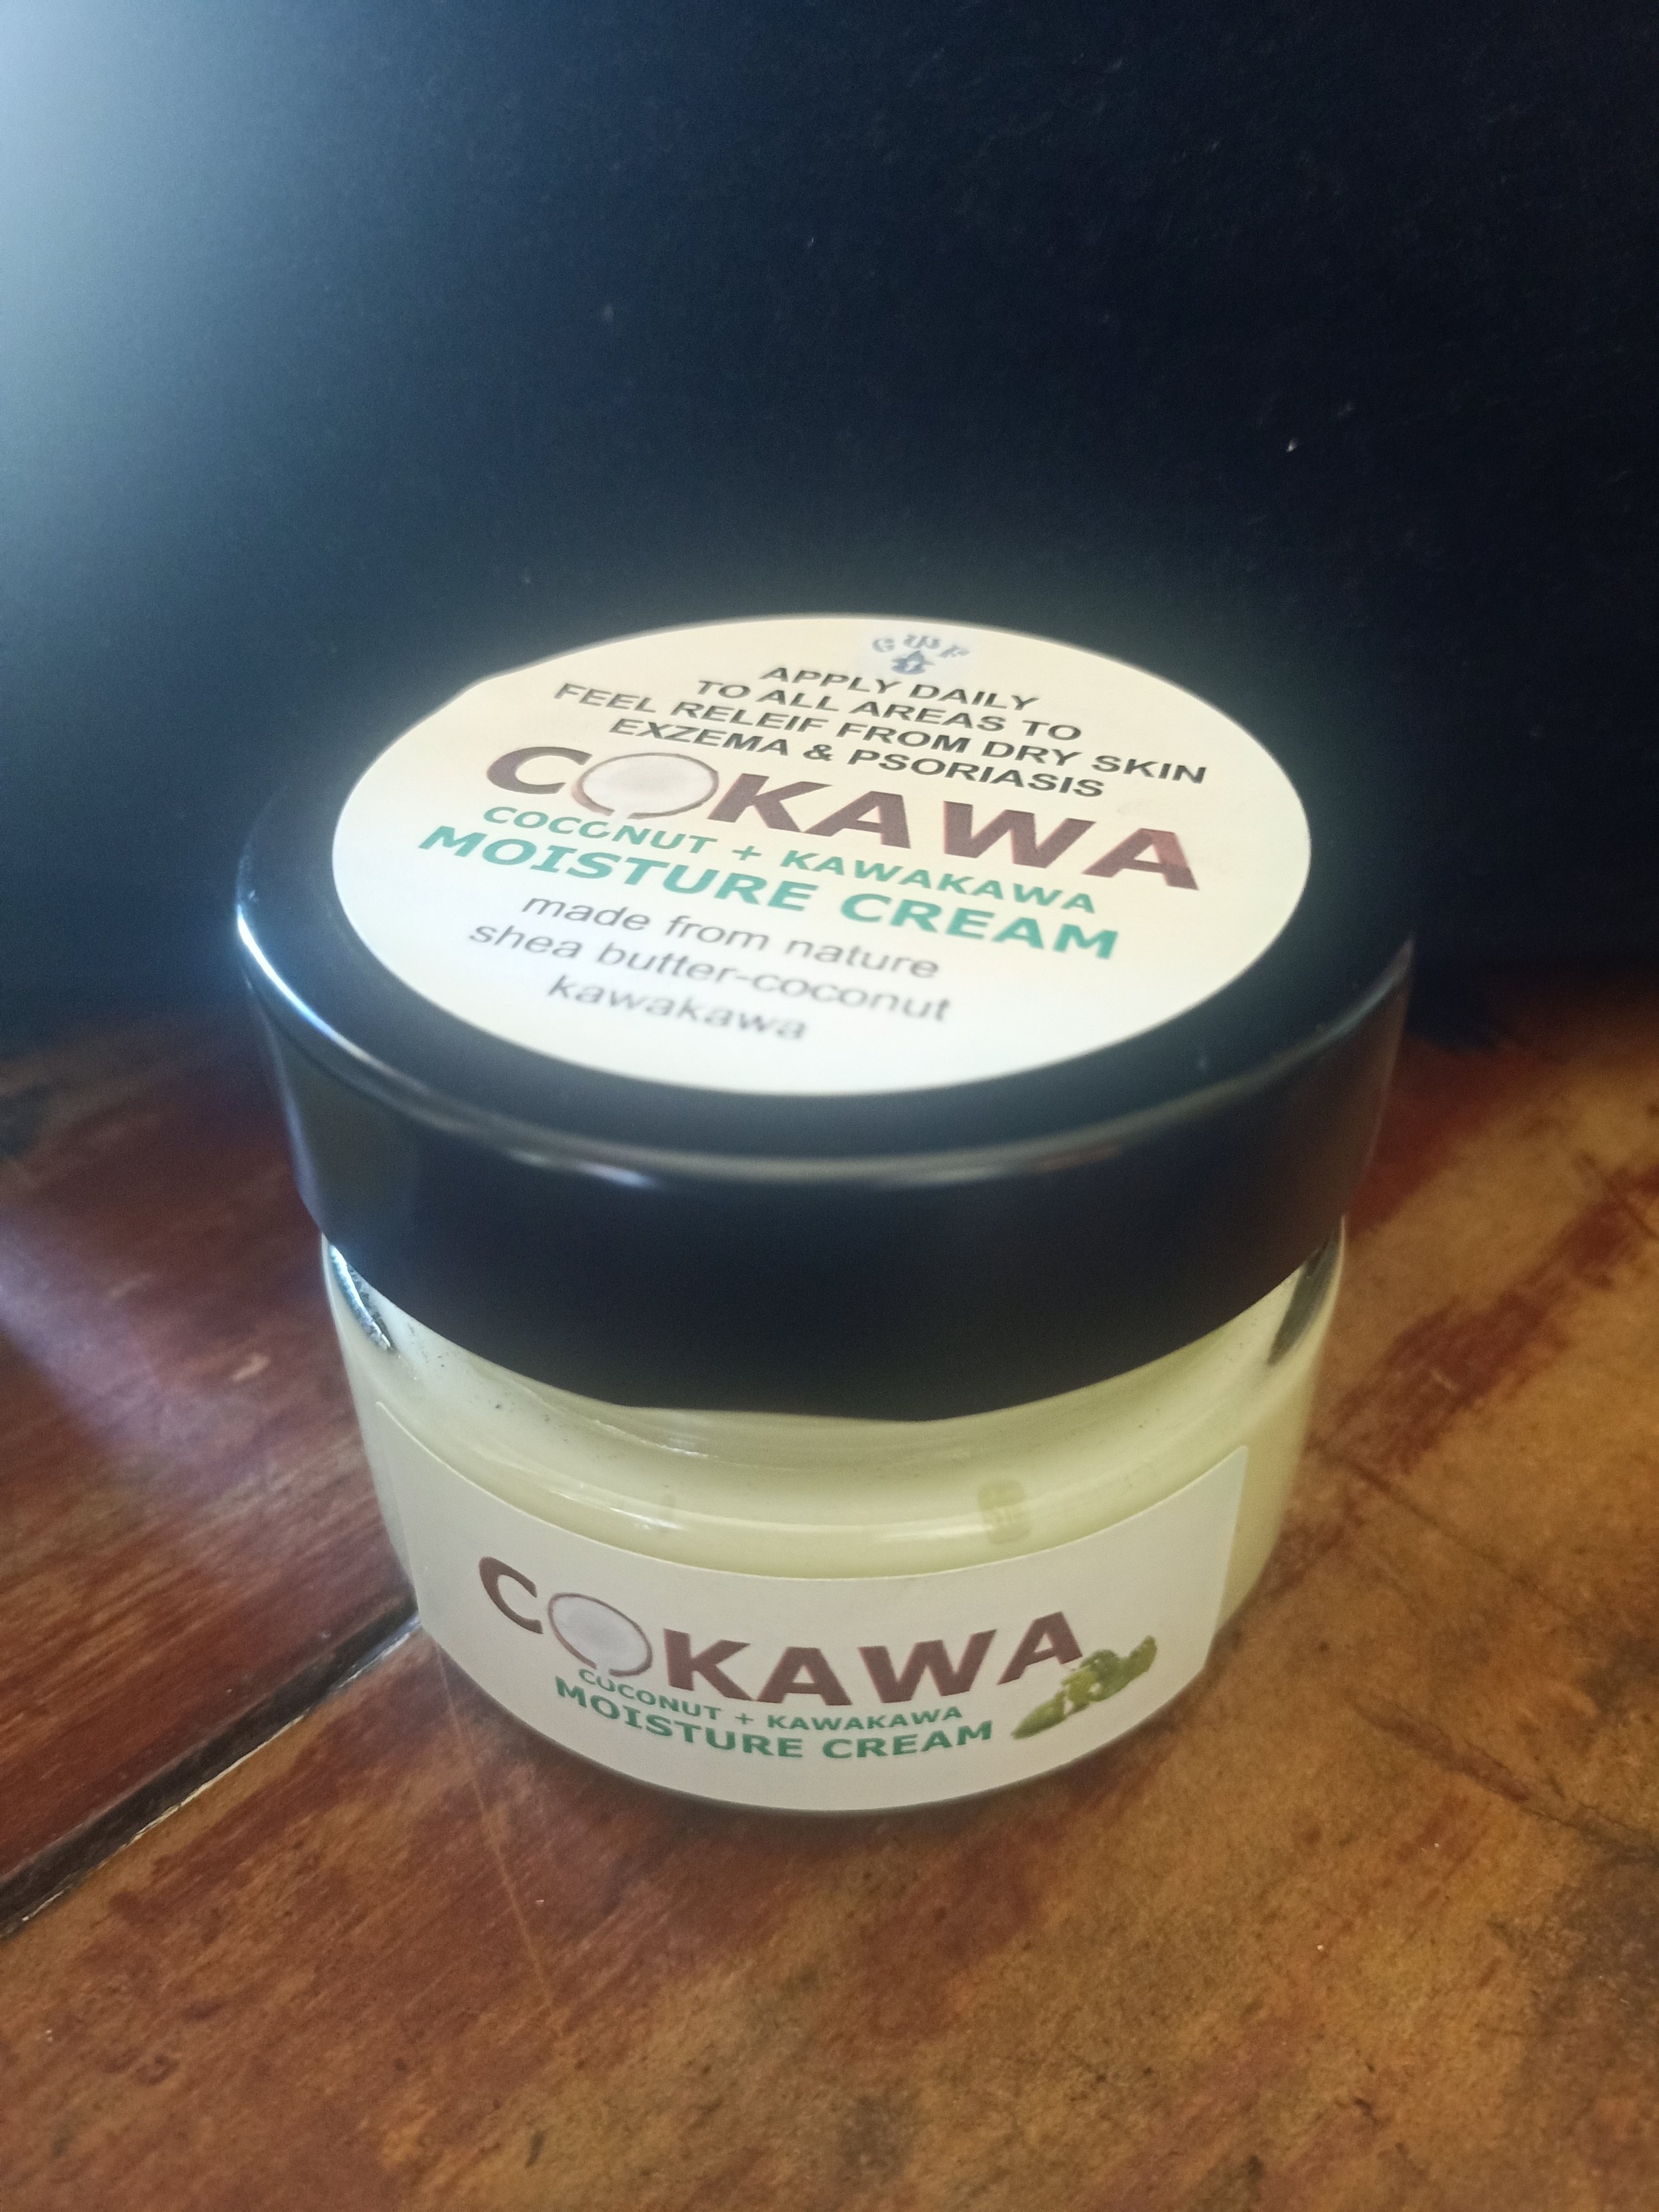 GWP
APPLY DAILY
TO ALL AREAS TO
FEEL RELEIF FROM DRY SKIN
EXZEMA & PSORIASIS
COKAWA
COCONUT + KAWAKAWA
MOISTURE CREAM
made from nature
shea butter-coconut
kawakawa
COKAWA
COCONUT + KAWAKAWA
MOISTURE CREAM